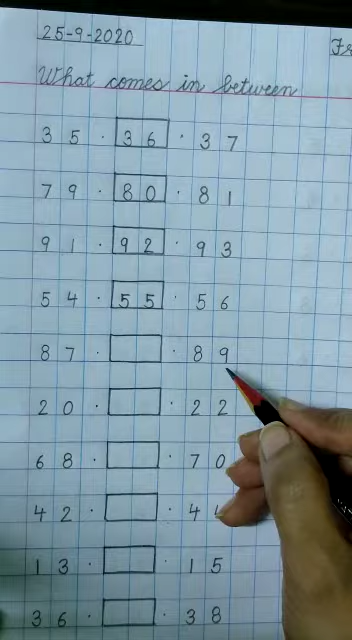 25-9-2020
What comes in between
35 · 36 · 37
79 · 80 · 81
91 · 92 · 93
54 · 55 · 56
87 · · 89
20 · · 22
68 · · 70
42 · · 4
13 · · 15
36 · · 38